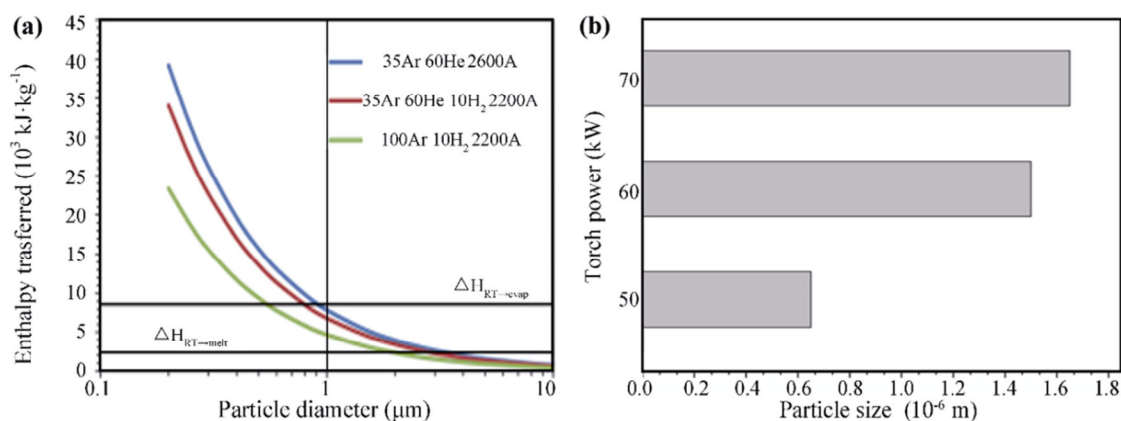 (a)
45
40
35
30
25
20
15
10
5
0
Enthalpy trasferred (10³ kJ·kg⁻¹)
35Ar 60He 2600A
35Ar 60He 10H₂ 2200A
100Ar 10H₂ 2200A
△H_RT→evap
△H_RT→melt
0.1
1
10
Particle diameter (μm)
(b)
Torch power (kW)
70
60
50
0.0
0.2
0.4
0.6
0.8
1.0
1.2
1.4
1.6
1.8
Particle size (10⁻⁶ m)